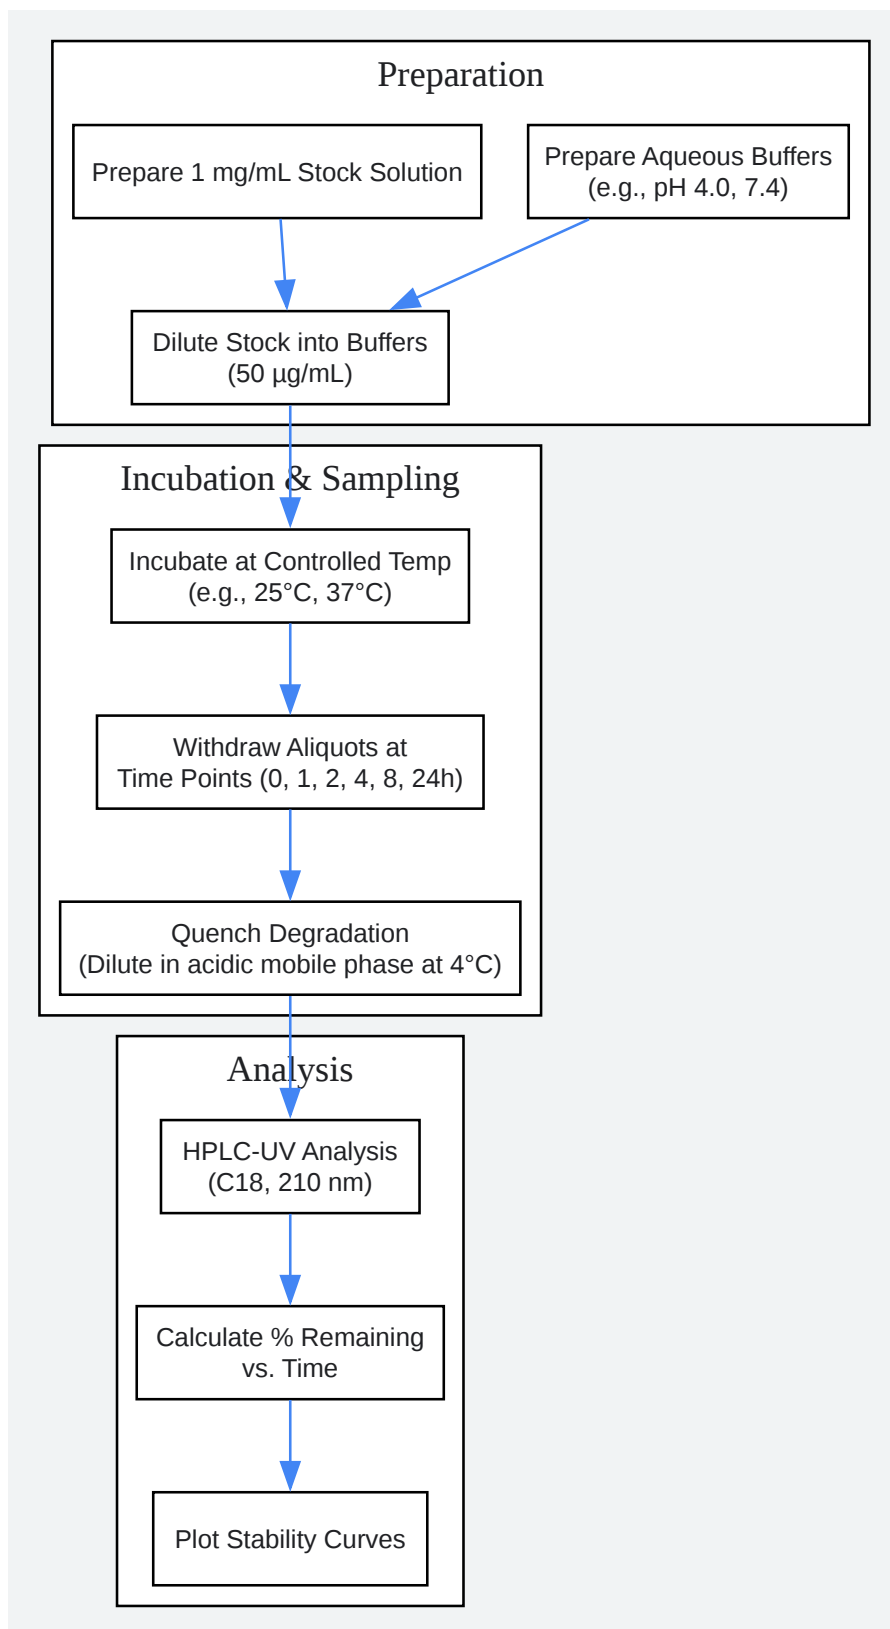 Preparation
Prepare 1 mg/mL Stock Solution
Prepare Aqueous Buffers
(e.g., pH 4.0, 7.4)
Dilute Stock into Buffers
(50 µg/mL)
Incubation & Sampling
Incubate at Controlled Temp
(e.g., 25°C, 37°C)
Withdraw Aliquots at
Time Points (0, 1, 2, 4, 8, 24h)
Quench Degradation
(Dilute in acidic mobile phase at 4°C)
Analysis
HPLC-UV Analysis
(C18, 210 nm)
Calculate % Remaining
vs. Time
Plot Stability Curves